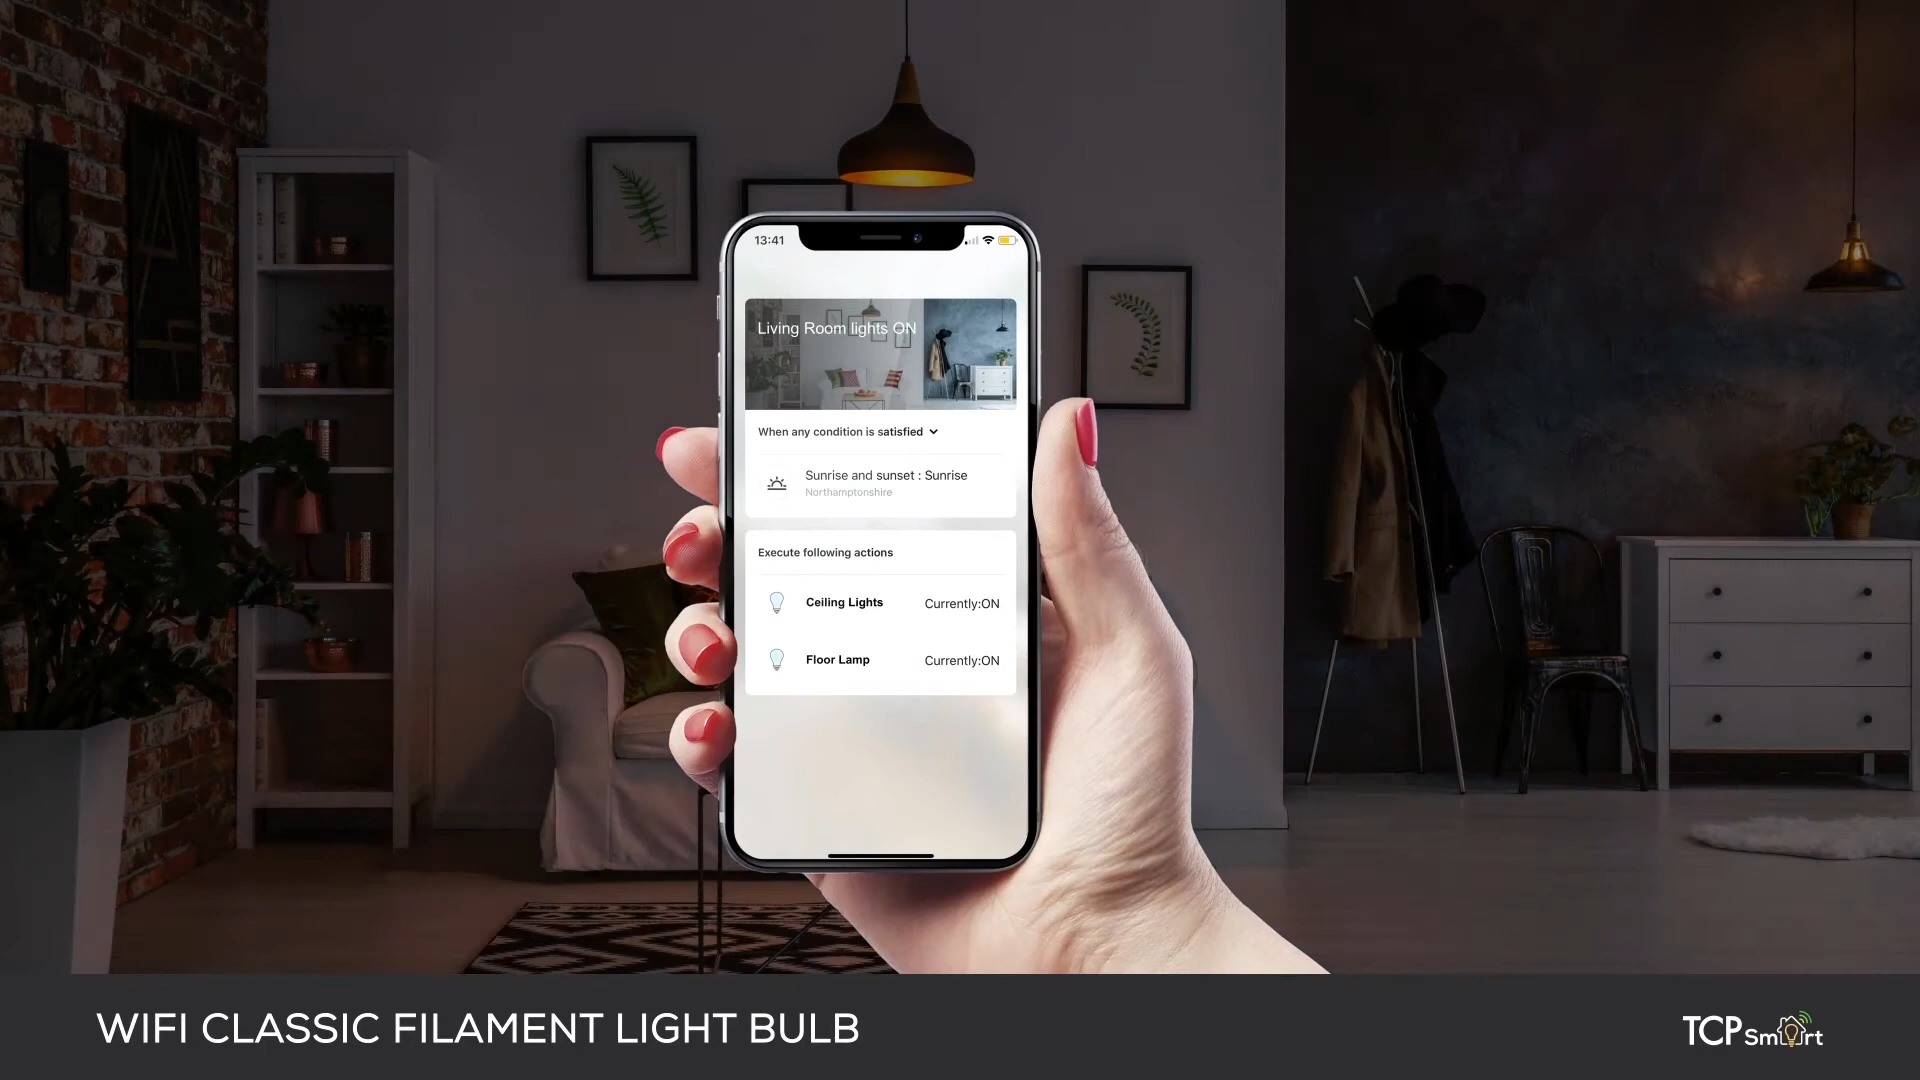 13:41
Living Room lights ON
When any condition is satisfied
Sunrise and sunset : Sunrise
Northamptonshire
Execute following actions
Ceiling Lights Currently:ON
Floor Lamp Currently:ON
WIFI CLASSIC FILAMENT LIGHT BULB
TCP Smart